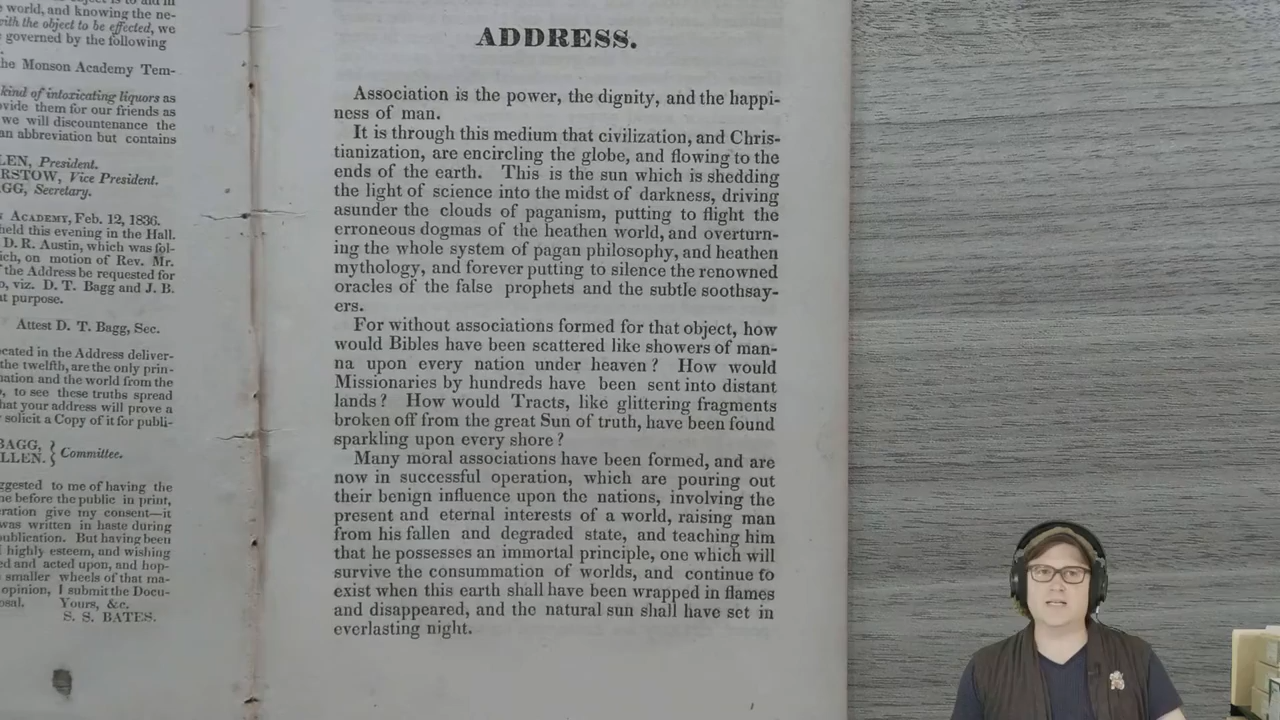 world, and knowing the ne-
with the object to be effected, we
governed by the following
he Monson Academy Tem-
kind of intoxicating liquors as
vide them for our friends as
we will discountenance the
an abbreviation but contains
LEN, President.
RSTOW, Vice President.
GG, Secretary.
ACADEMY, Feb. 12, 1836.
held this evening in the Hall.
D. R. Austin, which was fol-
ich, on motion of Rev. Mr.
the Address be requested for
o, viz. D. T. Bagg and J. B.
at purpose.
Attest D. T. Bagg, Sec.
cated in the Address deliver-
the twelfth, are the only prin-
nation and the world from the
, to see these truths spread
hat your address will prove a
solicit a Copy of it for publi-
BAGG,
LLEN. } Committee.
ggested to me of having the
me before the public in print,
eration give my consent—it
was written in haste during
publication. But having been
highly esteem, and wishing
ed and acted upon, and hop-
smaller wheels of that ma-
opinion, I submit the Docu-
osal. Yours, &c.
S. S. BATES.
ADDRESS.
Association is the power, the dignity, and the happi-
ness of man.
It is through this medium that civilization, and Chris-
tianization, are encircling the globe, and flowing to the
ends of the earth. This is the sun which is shedding
the light of science into the midst of darkness, driving
asunder the clouds of paganism, putting to flight the
erroneous dogmas of the heathen world, and overturn-
ing the whole system of pagan philosophy, and heathen
mythology, and forever putting to silence the renowned
oracles of the false prophets and the subtle soothsay-
ers.
For without associations formed for that object, how
would Bibles have been scattered like showers of man-
na upon every nation under heaven? How would
Missionaries by hundreds have been sent into distant
lands? How would Tracts, like glittering fragments
broken off from the great Sun of truth, have been found
sparkling upon every shore?
Many moral associations have been formed, and are
now in successful operation, which are pouring out
their benign influence upon the nations, involving the
present and eternal interests of a world, raising man
from his fallen and degraded state, and teaching him
that he possesses an immortal principle, one which will
survive the consummation of worlds, and continue to
exist when this earth shall have been wrapped in flames
and disappeared, and the natural sun shall have set in
everlasting night.